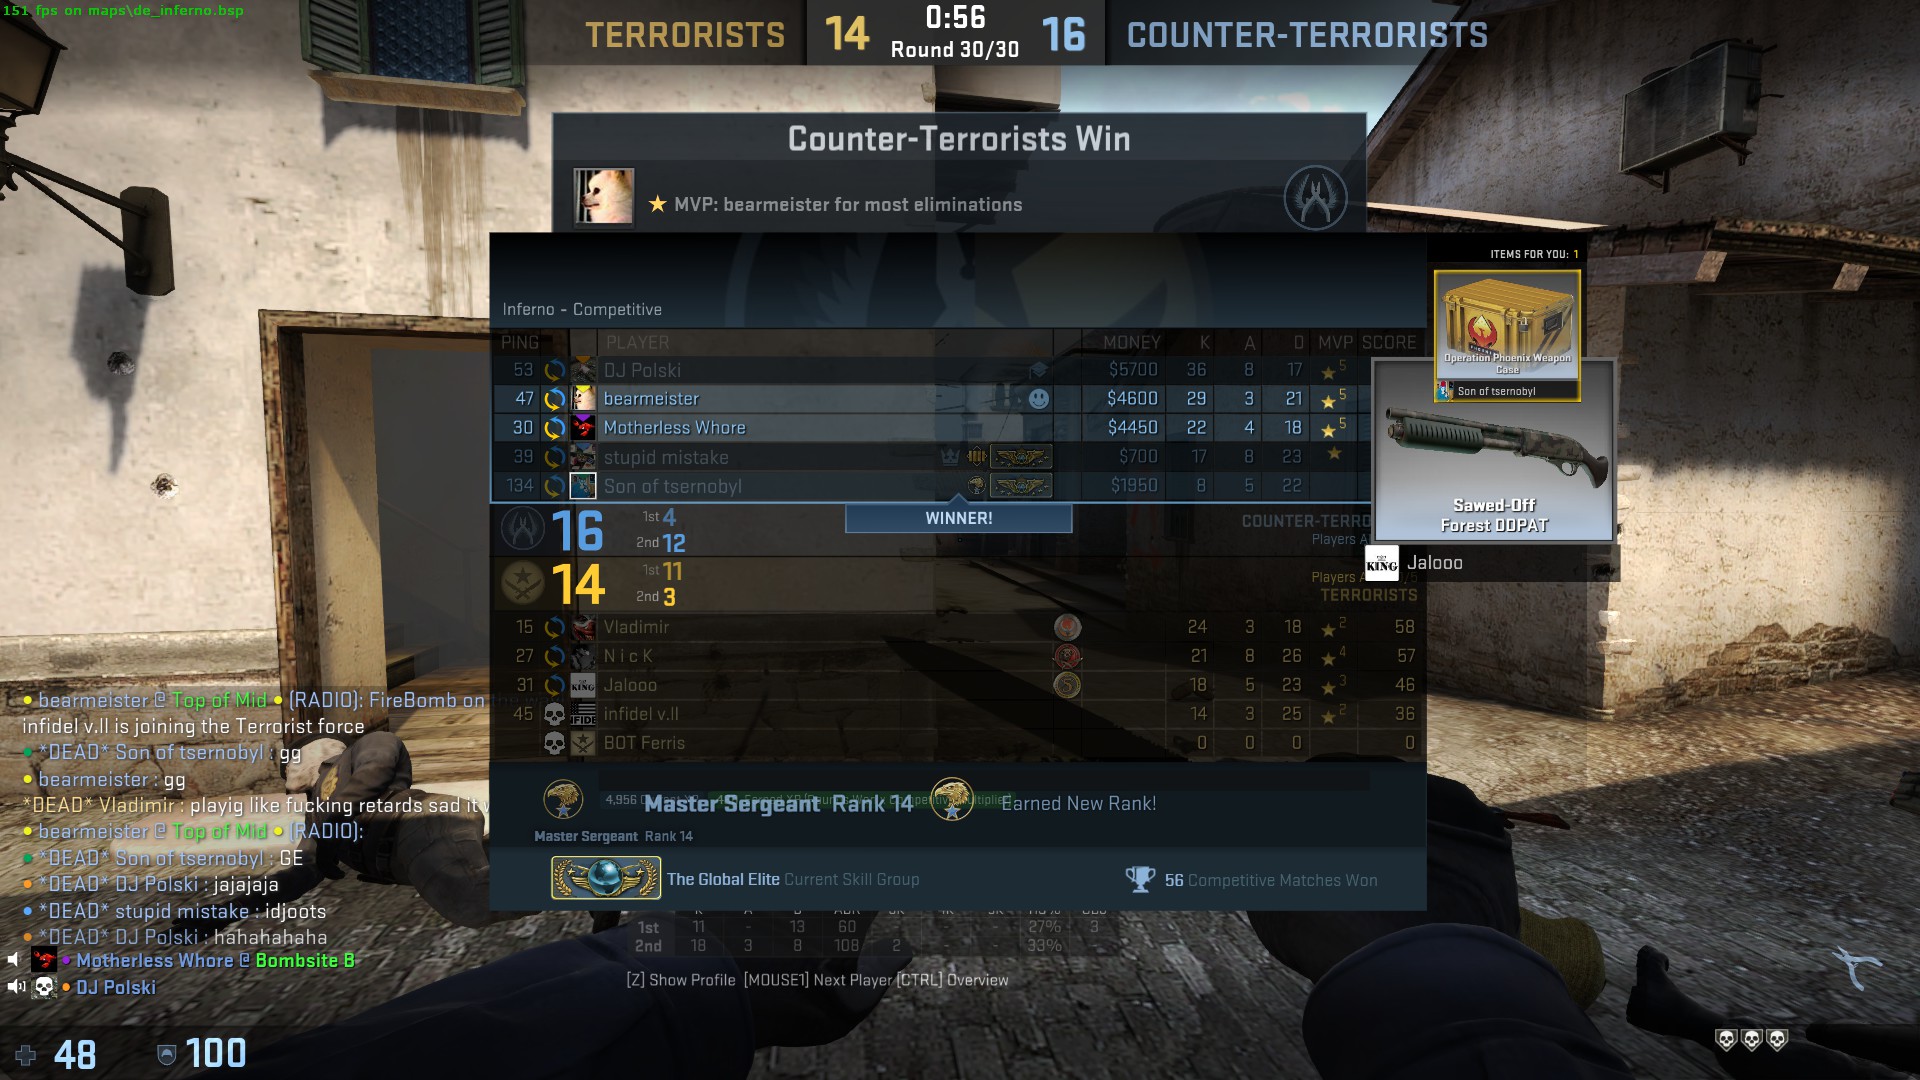 151 fps on maps\de_inferno.bsp
TERRORISTS 14 0:56 16 COUNTER-TERRORISTS
Round 30/30
Counter-Terrorists Win
MVP: bearmeister for most eliminations
ITEMS FOR YOU: 1
Operation Phoenix Weapon
Case
Son of tsernobyl
Sawed-Off
Forest DDPAT
Jalooo
Inferno - Competitive
PING PLAYER MONEY K A D MVP SCORE
53 DJ Polski $5700 36 8 17 5
47 bearmeister $4600 29 3 21 5
30 Motherless Whore $4450 22 4 18 5
39 stupid mistake $700 17 8 23
134 Son of tsernobyl $1950 8 5 22
16 1st 4 WINNER! COUNTER-TERRO
2nd 12 Players A
14 1st 11 Players A /5
2nd 3 TERRORISTS
15 Vladimir 24 3 18 2 58
27 N i c K 21 8 26 4 57
31 Jalooo 5 18 5 23 3 46
45 infidel v.ll 14 3 25 2 36
BOT Ferris 0 0 0 0
Master Sergeant Rank 14 Earned New Rank!
Master Sergeant Rank 14
The Global Elite Current Skill Group 56 Competitive Matches Won
1st 11 - 13 60 - - - 27% 3
2nd 18 3 8 108 2 - - 33% -
[Z] Show Profile [MOUSE1] Next Player [CTRL] Overview
bearmeister @ Top of Mid (RADIO): FireBomb on
infidel v.ll is joining the Terrorist force
*DEAD* Son of tsernobyl : gg
bearmeister : gg
*DEAD* Vladimir : playig like fucking retards sad it
bearmeister @ Top of Mid (RADIO):
*DEAD* Son of tsernobyl : GE
*DEAD* DJ Polski : jajajaja
*DEAD* stupid mistake : idjoots
*DEAD* DJ Polski : hahahahaha
Motherless Whore @ Bombsite B
DJ Polski
48 100